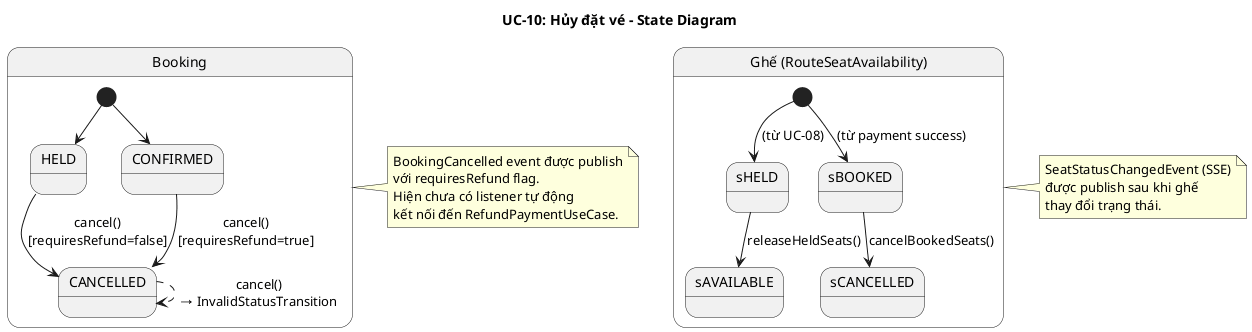 UC-10: Hủy đặt vé - State Diagram
Booking
HELD
CONFIRMED
cancel()
[requiresRefund=false]
cancel()
[requiresRefund=true]
CANCELLED
cancel()
→ InvalidStatusTransition
BookingCancelled event được publish
với requiresRefund flag.
Hiện chưa có listener tự động
kết nối đến RefundPaymentUseCase.
Ghế (RouteSeatAvailability)
(từ UC-08)
(từ payment success)
sHELD
sBOOKED
releaseHeldSeats()
cancelBookedSeats()
sAVAILABLE
sCANCELLED
SeatStatusChangedEvent (SSE)
được publish sau khi ghế
thay đổi trạng thái.